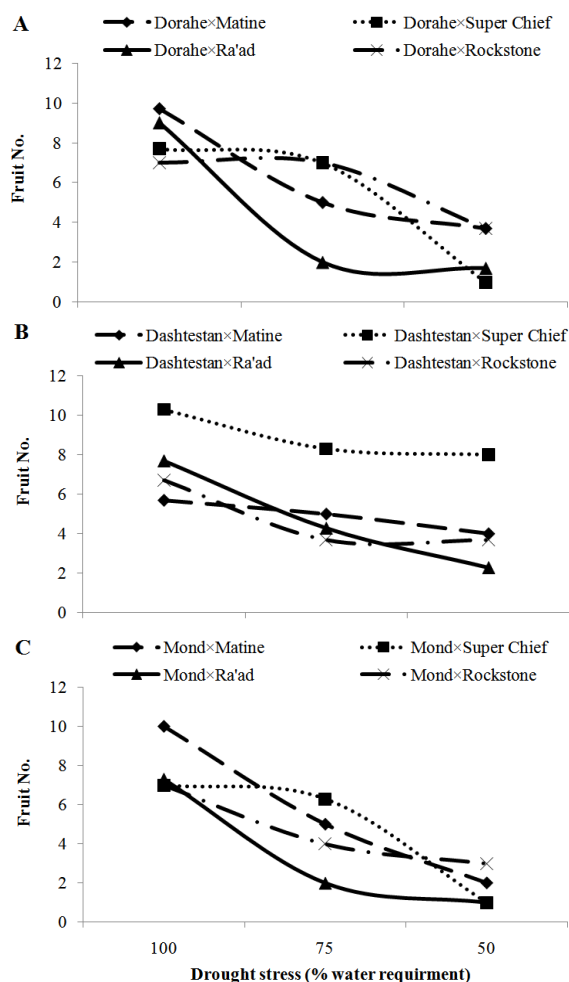 A
Dorahe×Matine Dorahe×Super Chief
Dorahe×Ra'ad Dorahe×Rockstone
12
10
8
6
4
2
0
Fruit No.
B
Dashtestan×Matine Dashtestan×Super Chief
Dashtestan×Ra'ad Dashtestan×Rockstone
12
10
8
6
4
2
0
Fruit No.
C
Mond×Matine Mond×Super Chief
Mond×Ra'ad Mond×Rockstone
12
10
8
6
4
2
0
Fruit No.
100 75 50
Drought stress (% water requirment)